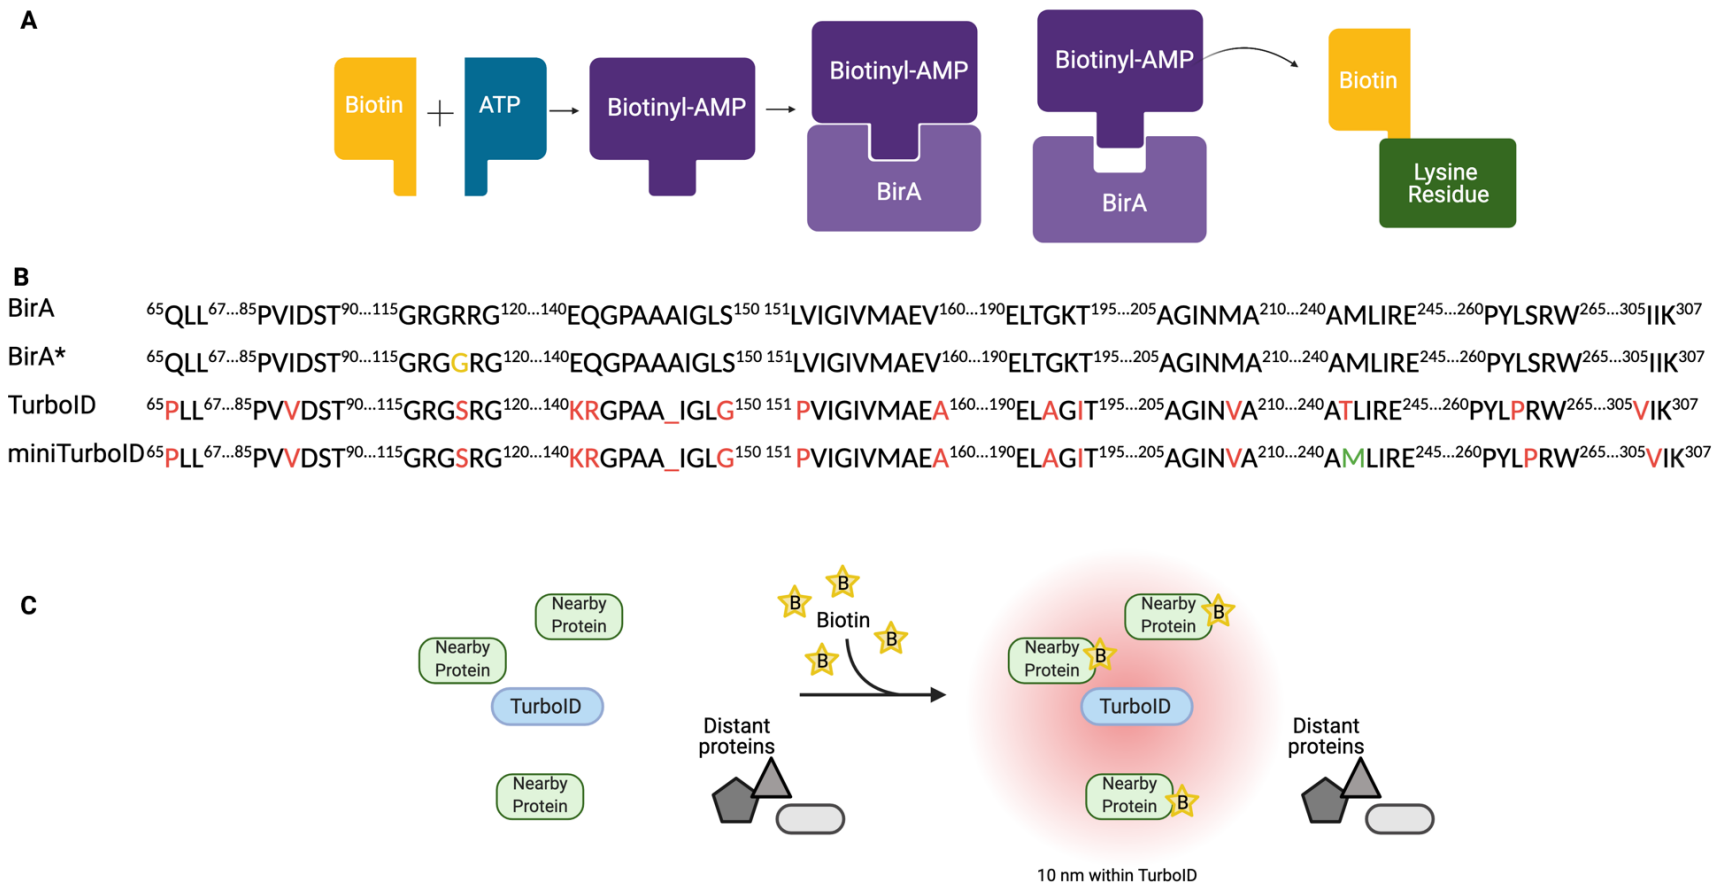 A
Biotin + ATP
Biotinyl-AMP
Biotinyl-AMP
BirA
Biotinyl-AMP
BirA
Biotin
Lysine
Residue
B
BirA 65QLL67...85PVIDST90...115GRGRRG120...140EQGPAAAIGLS150 151LVIGIVMAEV160...190ELTGKT195...205AGINMA210...240AMLIRE245...260PYLSRW265...305IIK307
BirA* 65QLL67...85PVIDST90...115GRGGRG120...140EQGPAAAIGLS150 151LVIGIVMAEV160...190ELTGKT195...205AGINMA210...240AMLIRE245...260PYLSRW265...305IIK307
TurboID 65PLL67...85PVVDST90...115GRGSRG120...140KRGPAA_IGLG150 151PVIGIVMAEA160...190ELAGIT195...205AGINVA210...240ATLIRE245...260PYLPRW265...305VIK307
miniTurboID 65PLL67...85PVVDST90...115GRGSRG120...140KRGPAA_IGLG150 151PVIGIVMAEA160...190ELAGIT195...205AGINVA210...240AMLIRE245...260PYLPRW265...305VIK307
C
Nearby
Protein
Nearby
Protein
TurboID
Nearby
Protein
Distant
proteins
B
B
Biotin
B
B
Nearby
Protein
B
Nearby
Protein
B
TurboID
Nearby
Protein
B
Distant
proteins
10 nm within TurboID